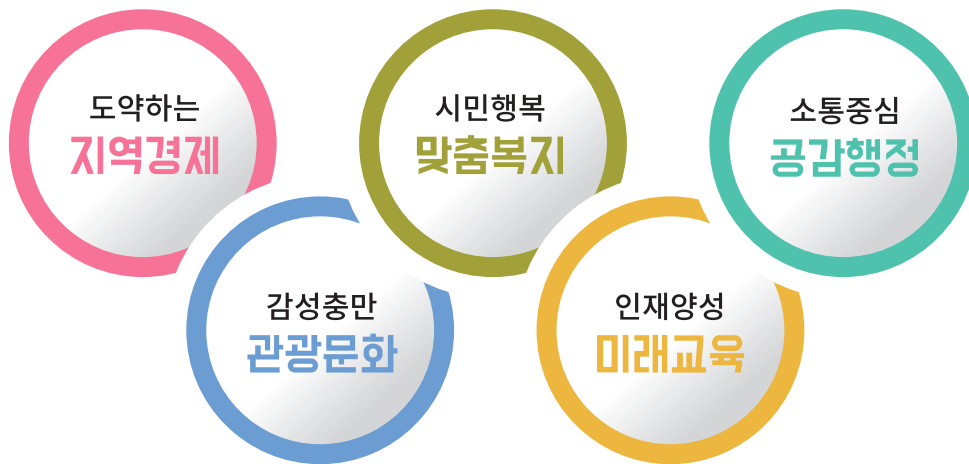 도약하는
지역경제
시민행복
맞춤복지
소통중심
공감행정
감성충만
관광문화
인재양성
미래교육